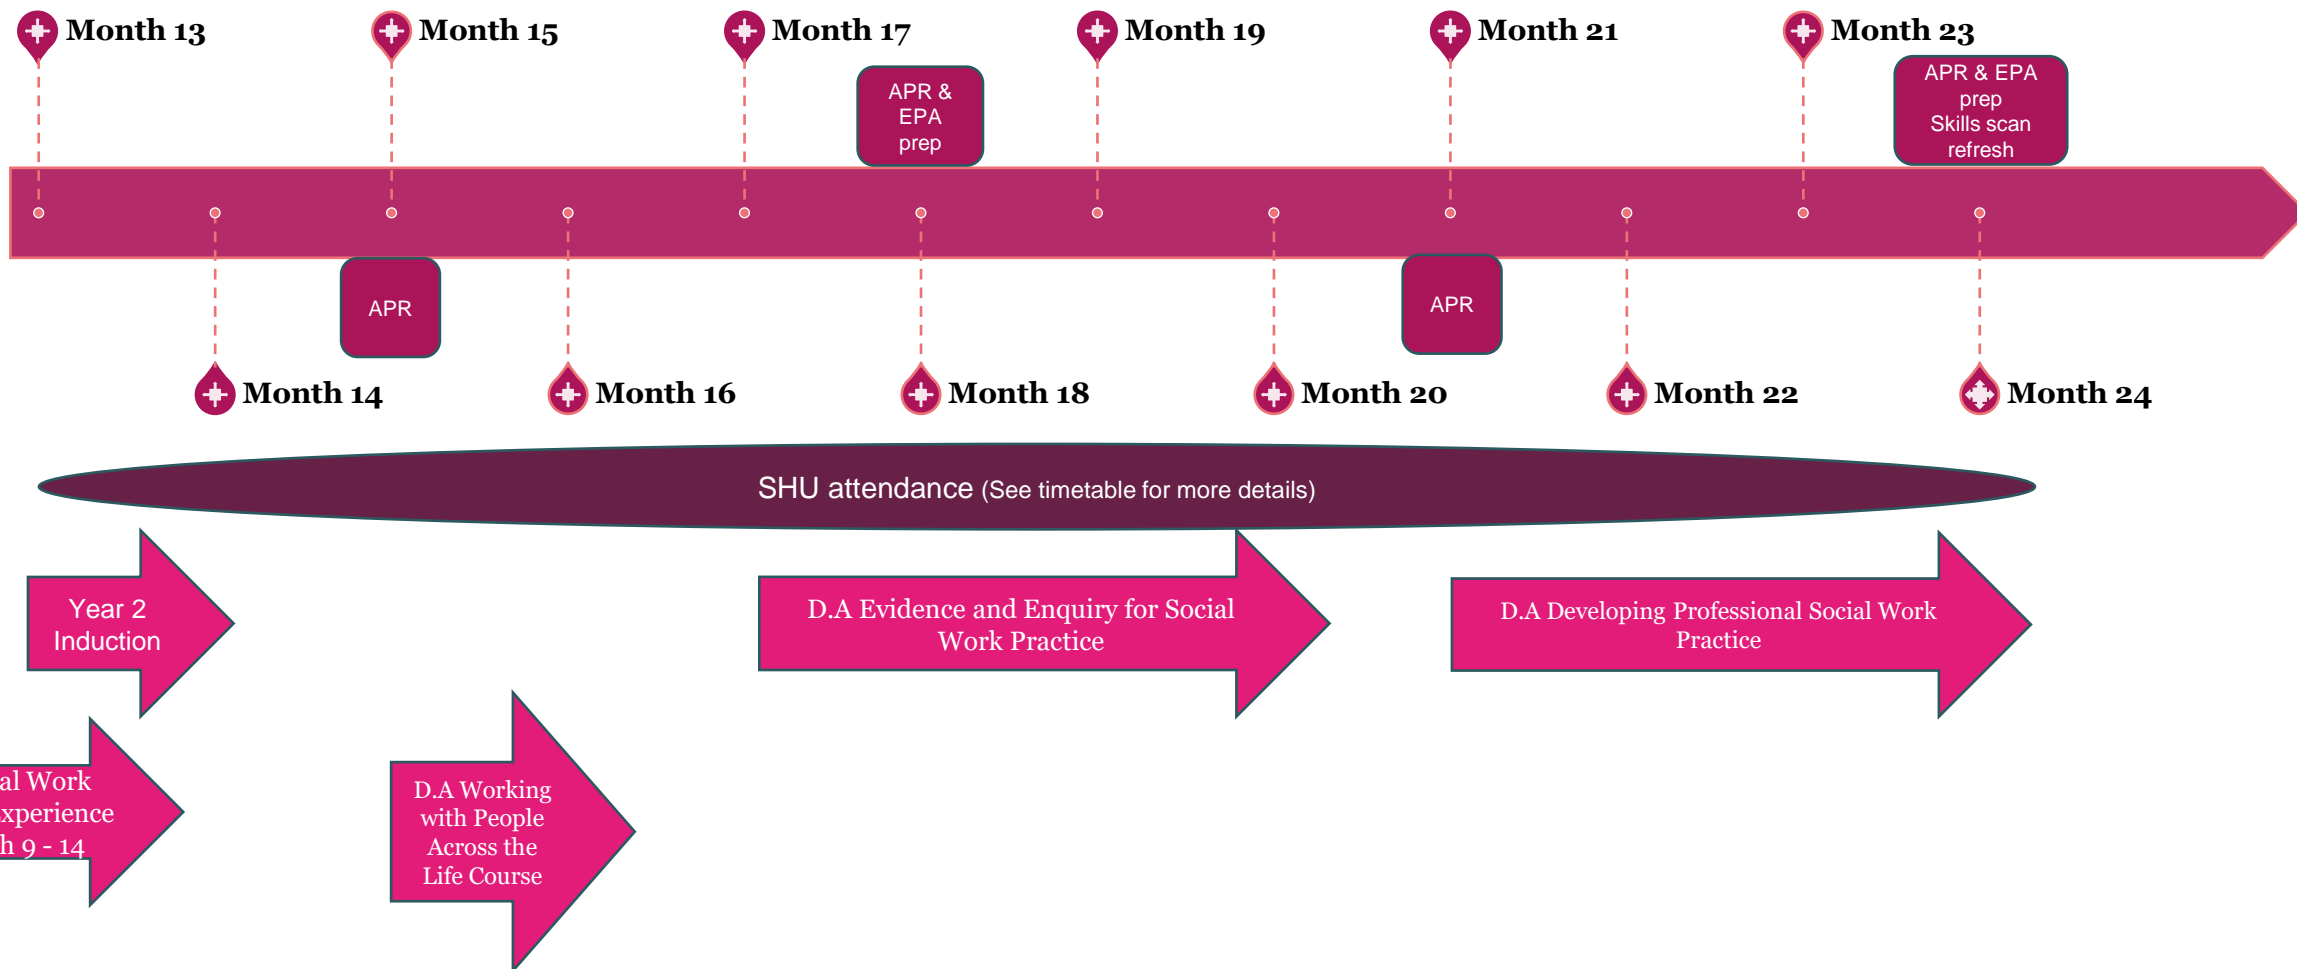 Month 13
Month 15
Month 17
Month 19
Month 21
Month 23
APR &
EPA
prep
APR & EPA
prep
Skills scan
refresh
APR
APR
Month 14
Month 16
Month 18
Month 20
Month 22
Month 24
SHU attendance (See timetable for more details)
Year 2
Induction
D.A Evidence and Enquiry for Social
Work Practice
D.A Developing Professional Social Work
Practice
al Work
xperience
h 9 - 14
D.A Working
with People
Across the
Life Course